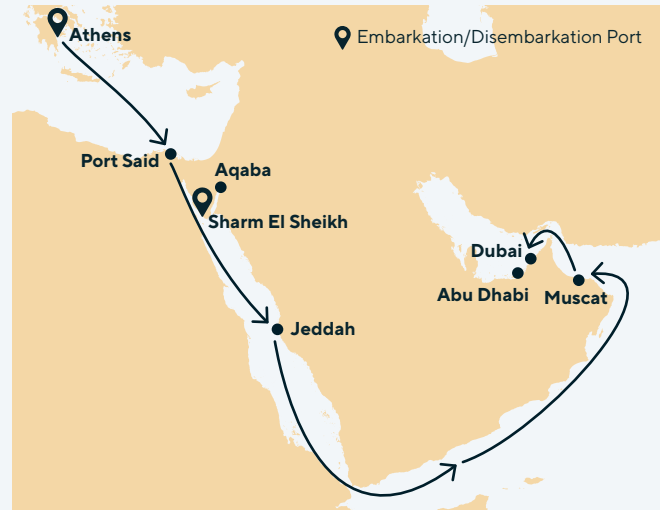 Athens
Embarkation/Disembarkation Port
Port Said
Aqaba
Sharm El Sheikh
Dubai
Abu Dhabi
Muscat
Jeddah